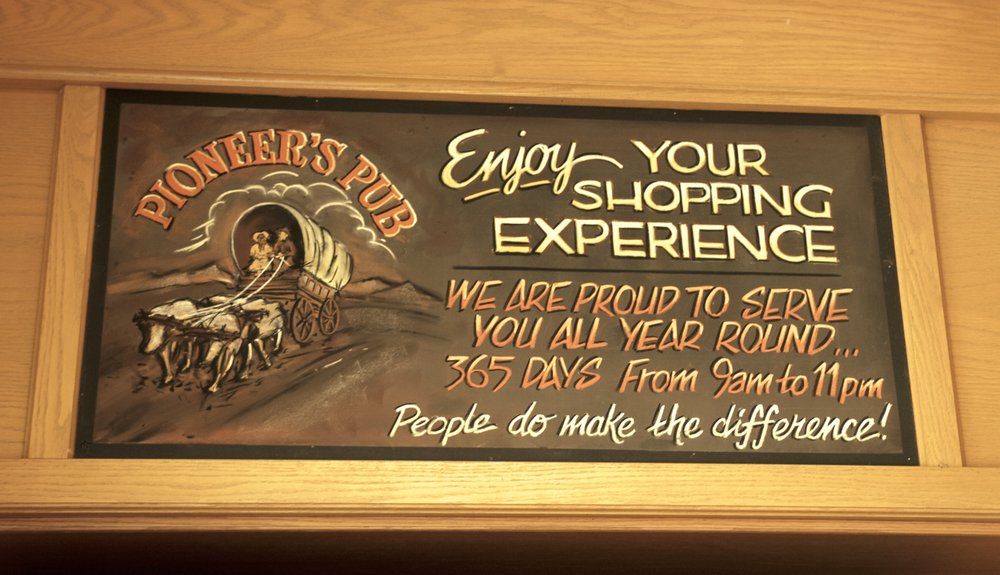 PIONEER'S PUB
Enjoy YOUR
SHOPPING
EXPERIENCE
WE ARE PROUD TO SERVE
YOU ALL YEAR ROUND...
365 DAYS From 9am to 11pm
People do make the difference!